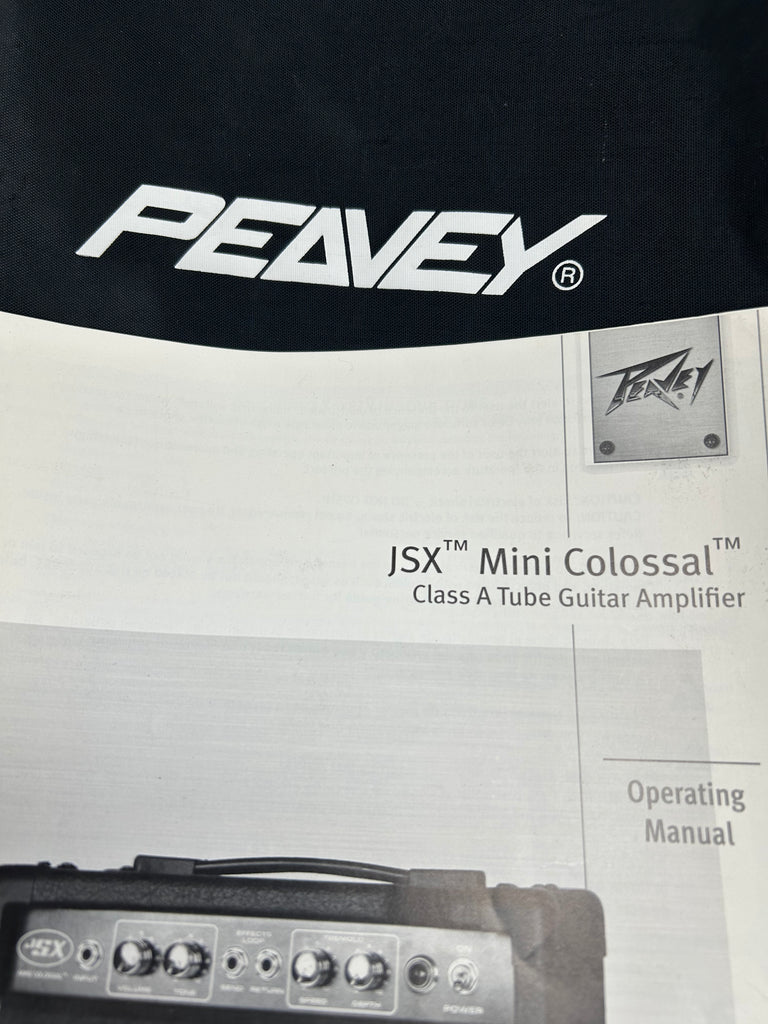 PEAVEY®
PEAVEY®
JSX™ Mini Colossal™
Class A Tube Guitar Amplifier
Operating
Manual
JSX
INPUT
VOLUME
TONE
EFFECTS
LOOP
SEND
RETURN
TREMOLO
SPEED
DEPTH
ON
POWER